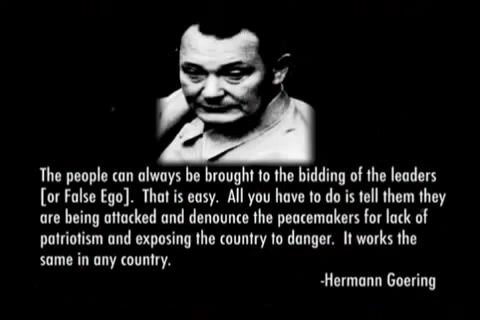 The people can always be brought to the bidding of the leaders
[or False Ego].  That is easy.  All you have to do is tell them they
are being attacked and denounce the peacemakers for lack of
patriotism and exposing the country to danger.  It works the
same in any country.
-Hermann Goering